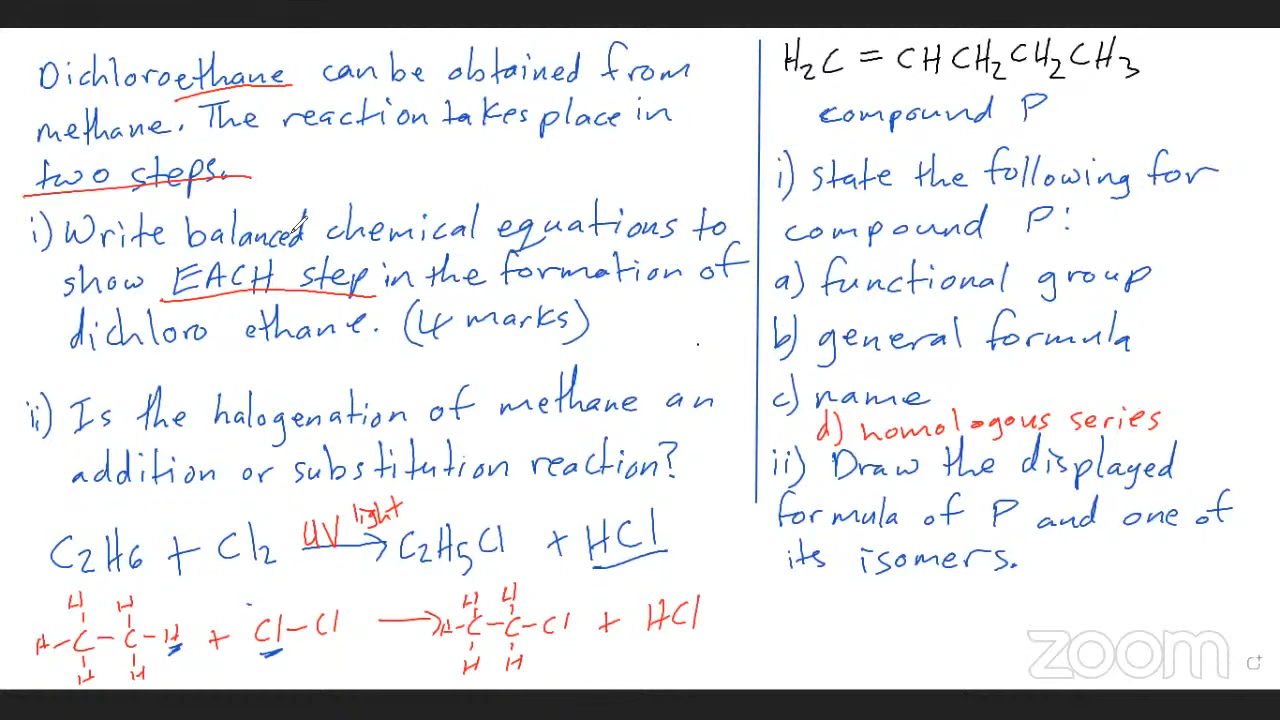 Dichloroethane can be obtained from
methane. The reaction takes place in
two steps.
i) Write balanced chemical equations to
show EACH step in the formation of
dichloro ethane. (4 marks)
ii) Is the halogenation of methane an
addition or substitution reaction?
C2H6 + Cl2 UV light → C2H5Cl + HCl
H H
H-C-C-H + Cl-Cl → H-C-C-Cl + HCl
H H
H H
H H
H2C = CHCH2CH2CH3
compound P
i) state the following for
compound P:
a) functional group
b) general formula
c) name
d) homologous series
ii) Draw the displayed
formula of P and one of
its isomers.
zoom